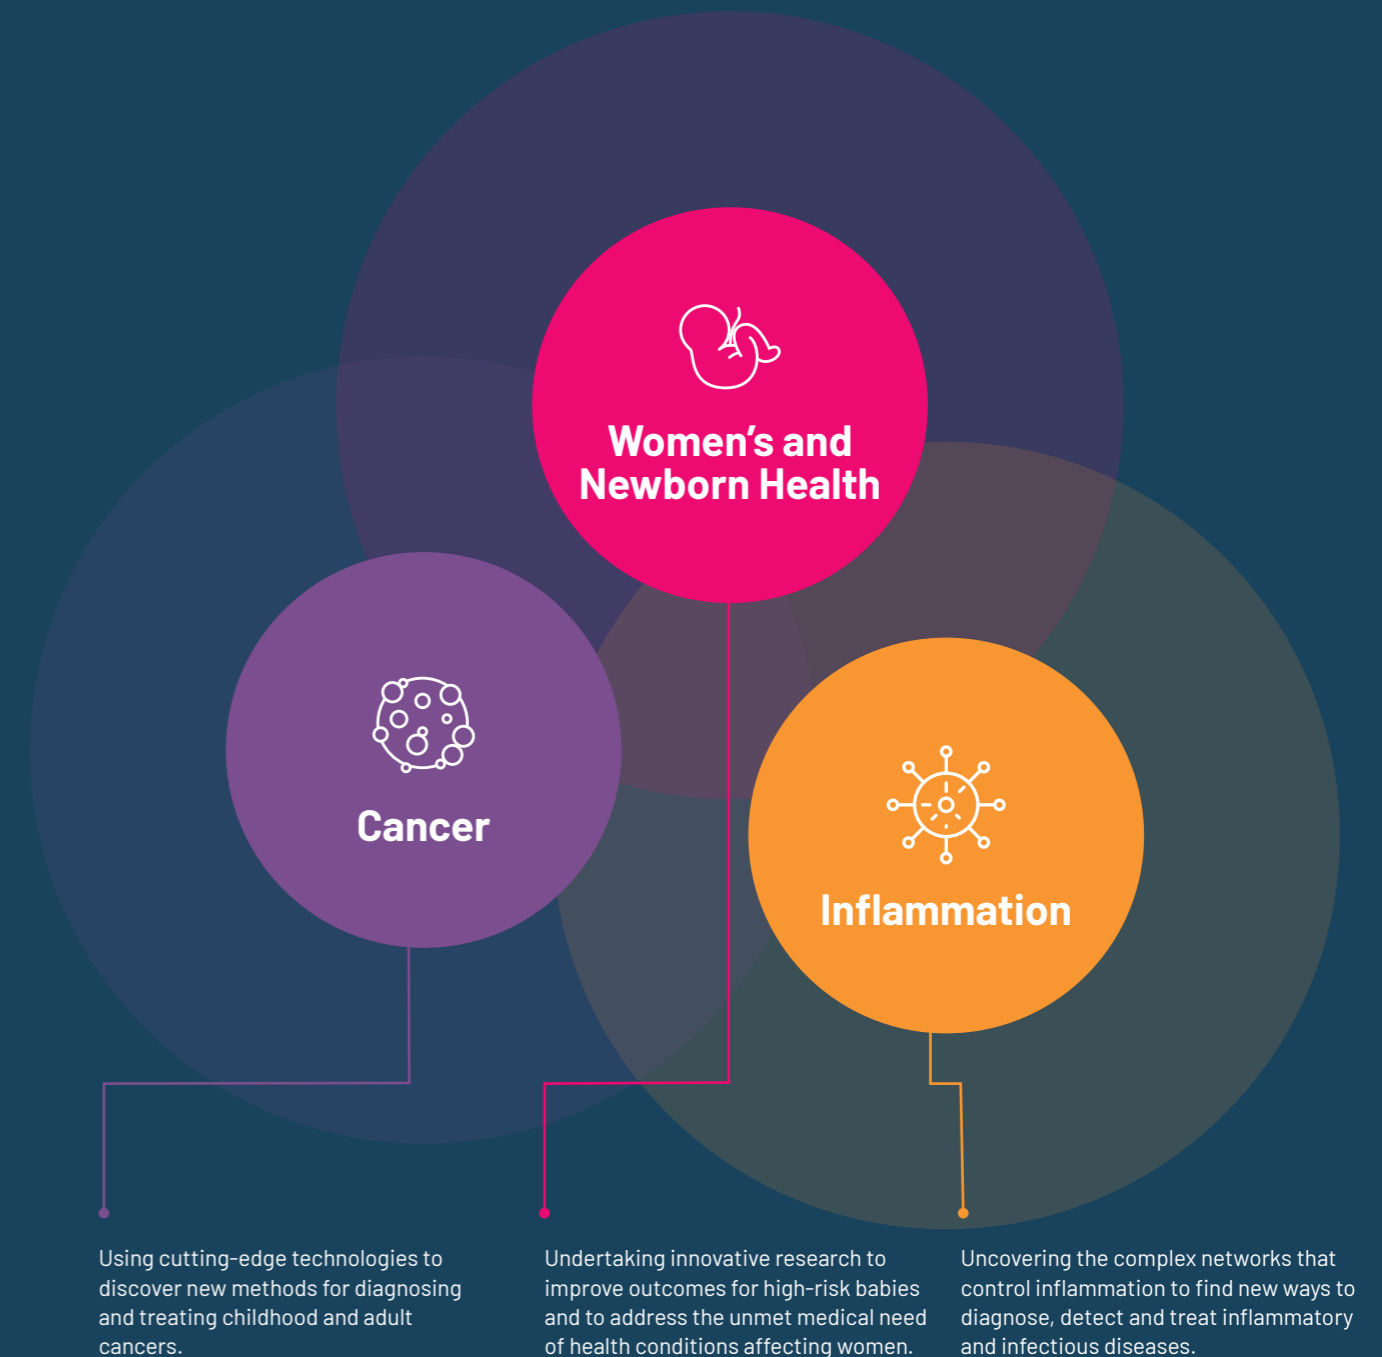 Women’s and
Newborn Health
Cancer
Inflammation
Using cutting-edge technologies to
discover new methods for diagnosing
and treating childhood and adult
cancers.
Undertaking innovative research to
improve outcomes for high-risk babies
and to address the unmet medical need
of health conditions affecting women.
Uncovering the complex networks that
control inflammation to find new ways to
diagnose, detect and treat inflammatory
and infectious diseases.